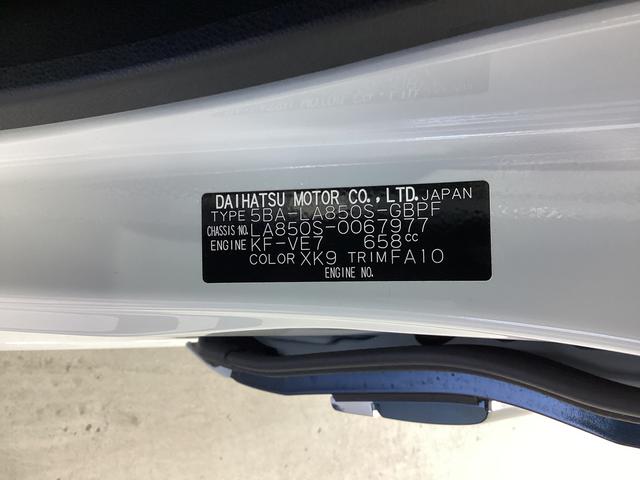 DAIHATSU MOTOR CO.,LTD. JAPAN
TYPE 5BA-LA850S-GBPF
CHASSIS NO. LA850S-0067977
ENGINE KF-VE7 658cc
COLOR XK9 TRIM FA10
ENGINE NO.